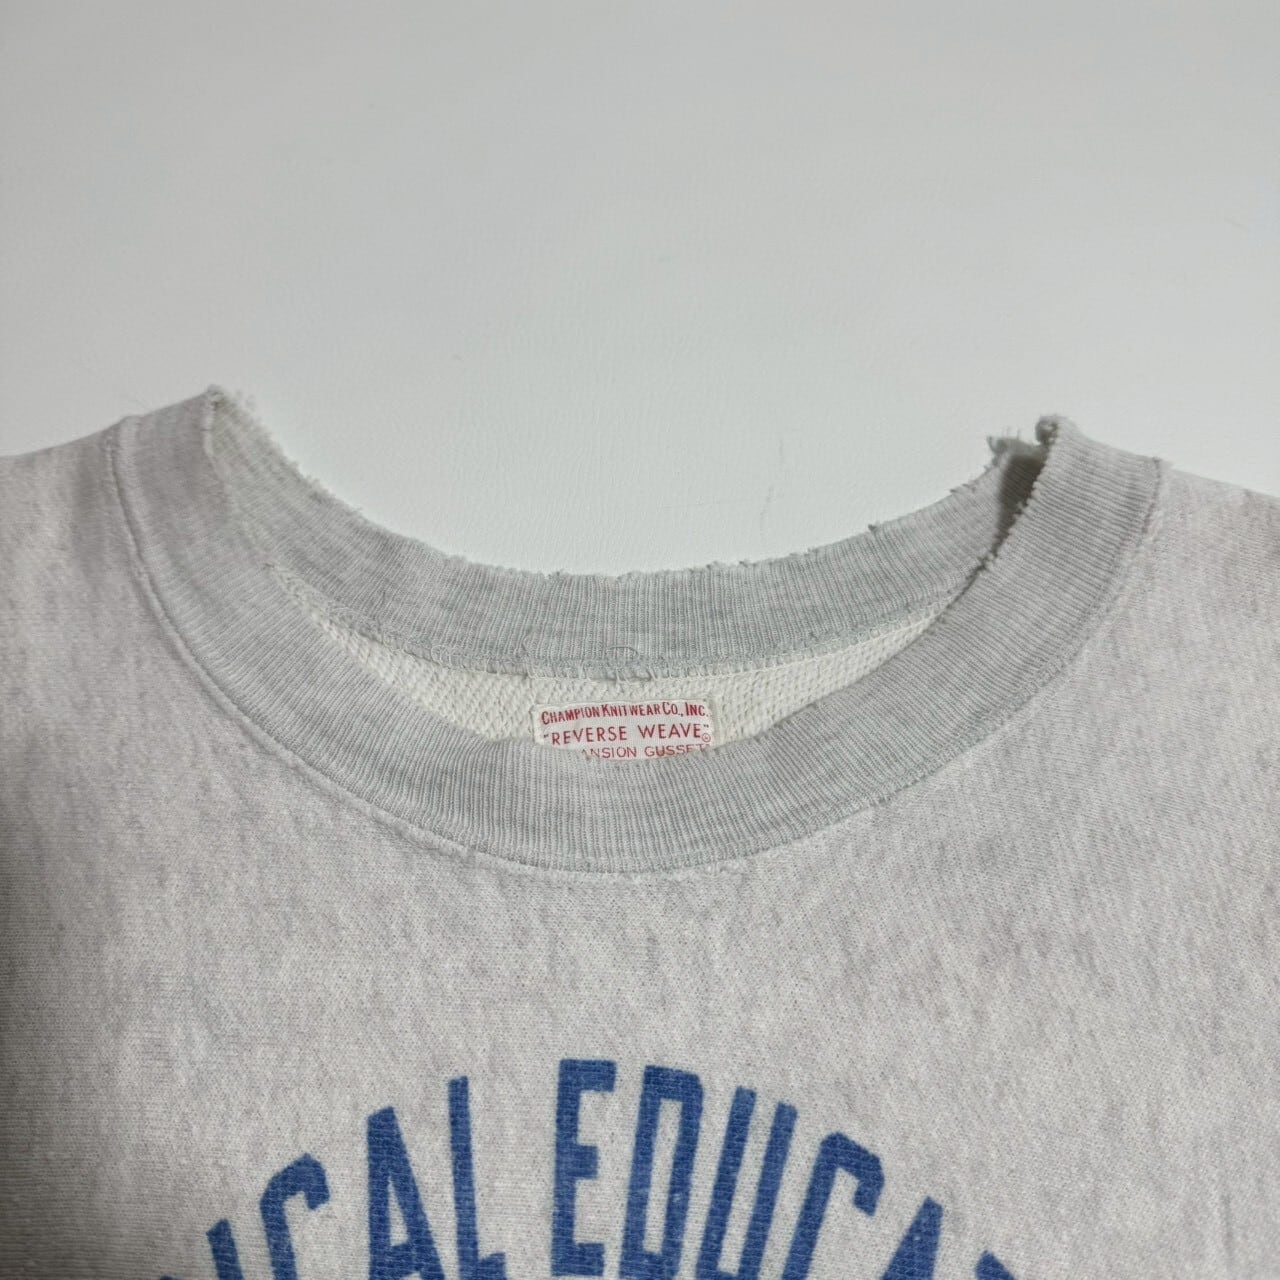 CHAMPION KNITWEAR CO., INC.
"REVERSE WEAVE"®
ANSION GUSSET
ICAL EDUCA